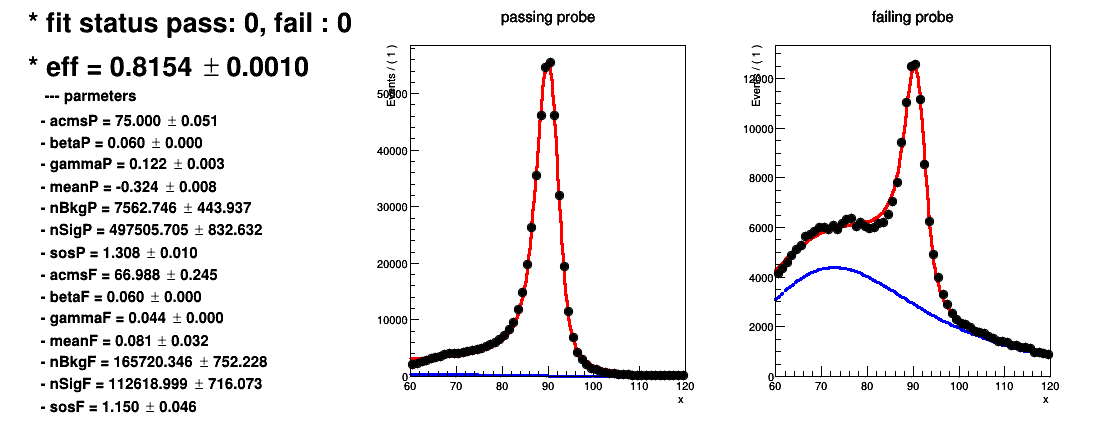 * fit status pass: 0, fail : 0
* eff = 0.8154 ± 0.0010
--- parmeters
- acmsP = 75.000 ± 0.051
- betaP = 0.060 ± 0.000
- gammaP = 0.122 ± 0.003
- meanP = -0.324 ± 0.008
- nBkgP = 7562.746 ± 443.937
- nSigP = 497505.705 ± 832.632
- sosP = 1.308 ± 0.010
- acmsF = 66.988 ± 0.245
- betaF = 0.060 ± 0.000
- gammaF = 0.044 ± 0.000
- meanF = 0.081 ± 0.032
- nBkgF = 165720.346 ± 752.228
- nSigF = 112618.999 ± 716.073
- sosF = 1.150 ± 0.046
passing probe
Events / ( 1 )
50000
40000
30000
20000
10000
0
60 70 80 90 100 110 120
x
failing probe
Events / ( 1 )
12000
10000
8000
6000
4000
2000
0
60 70 80 90 100 110 120
x